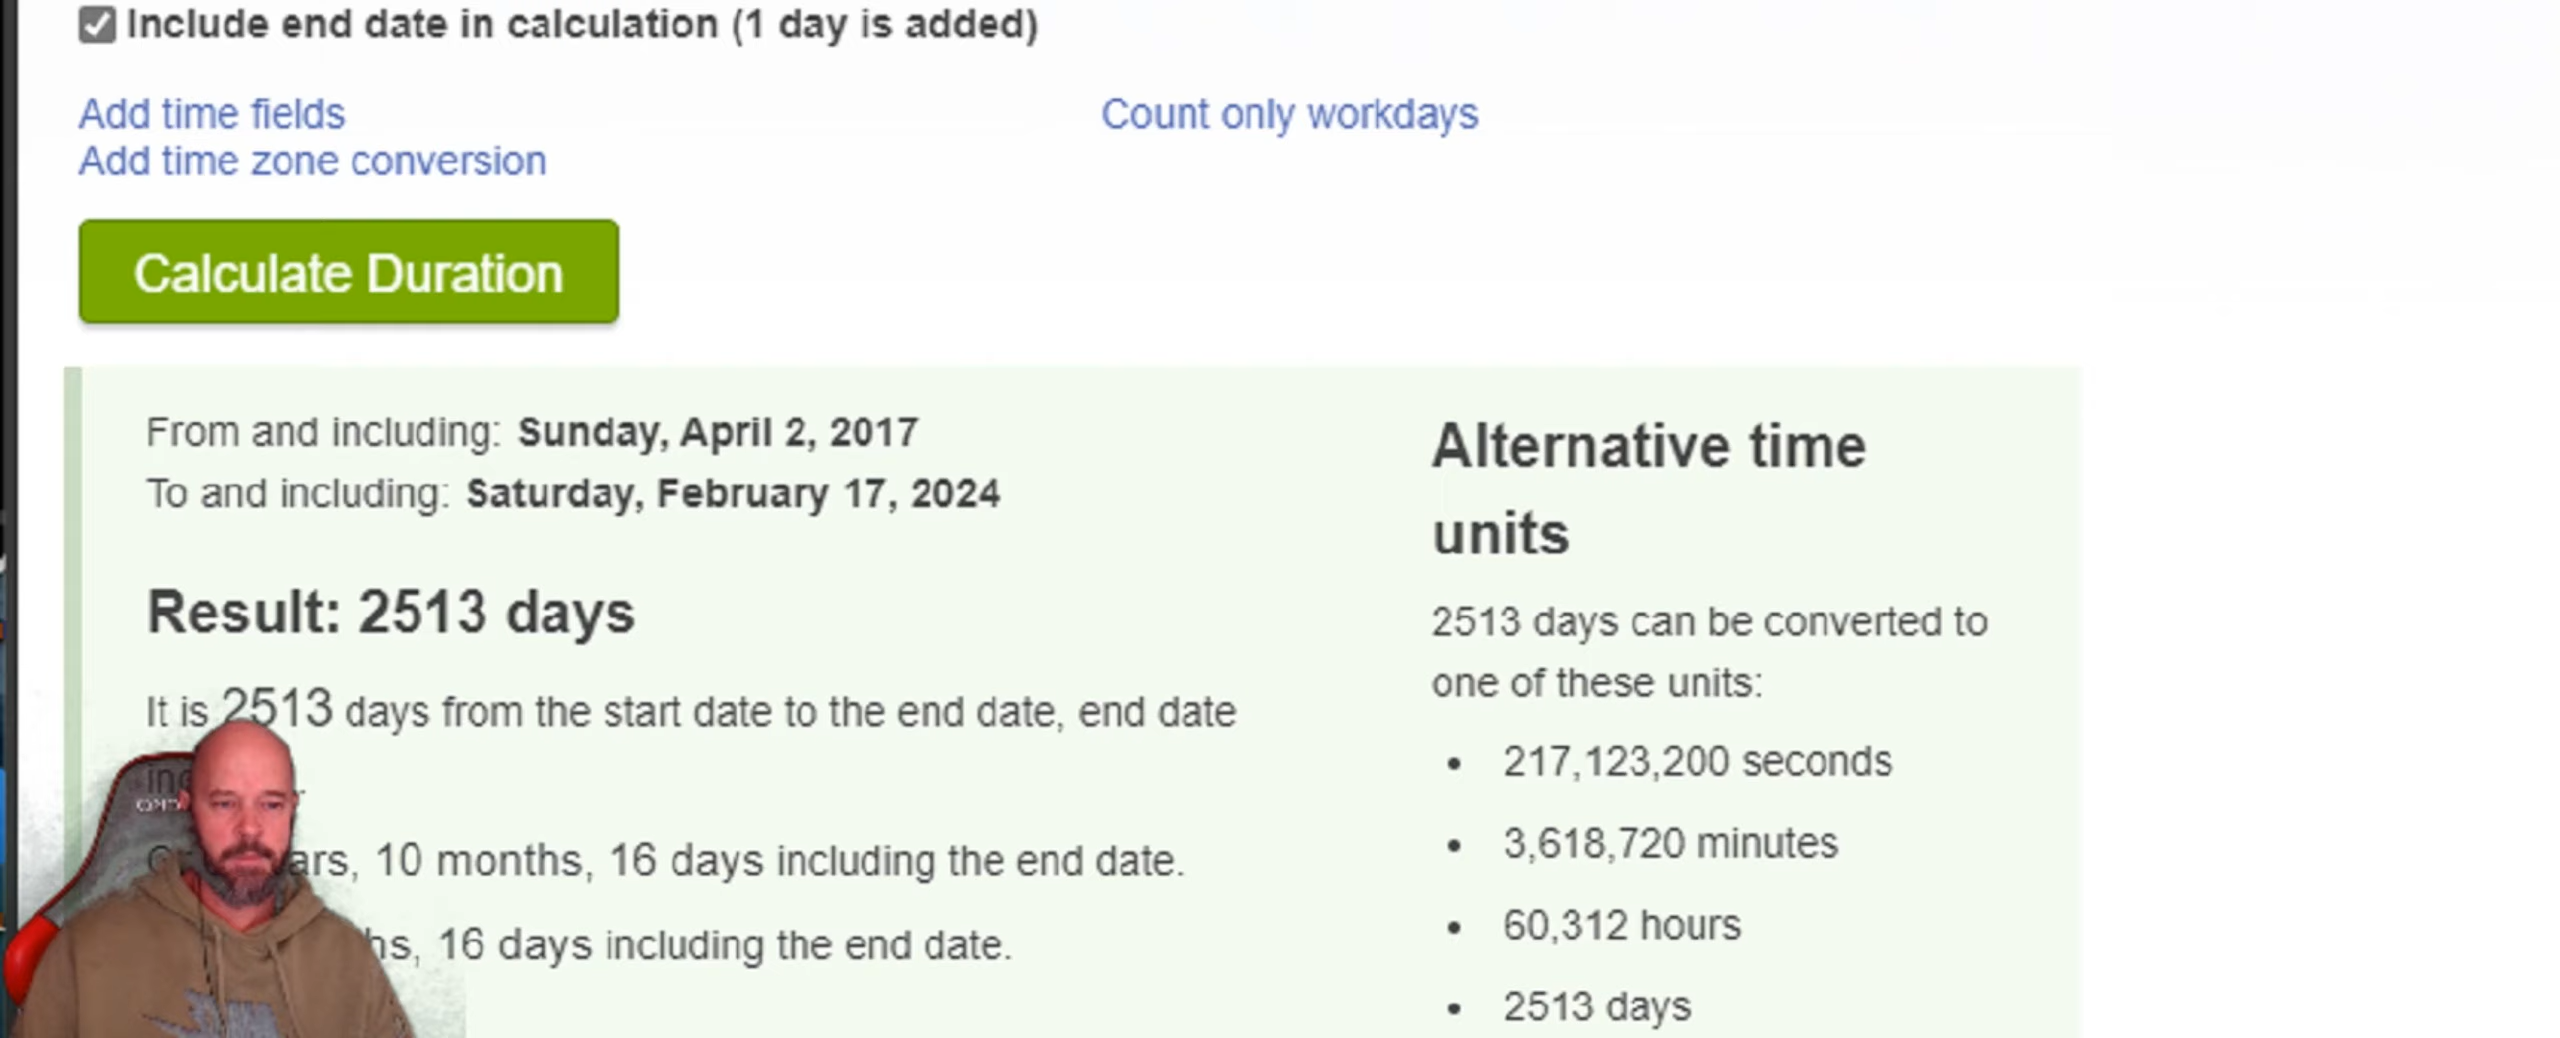 Include end date in calculation (1 day is added)
Add time fields
Count only workdays
Add time zone conversion
Calculate Duration
From and including: Sunday, April 2, 2017
To and including: Saturday, February 17, 2024
Result: 2513 days
It is 2513 days from the start date to the end date, end date
10 months, 16 days including the end date.
16 days including the end date.
Alternative time
units
2513 days can be converted to
one of these units:
• 217,123,200 seconds
• 3,618,720 minutes
• 60,312 hours
• 2513 days